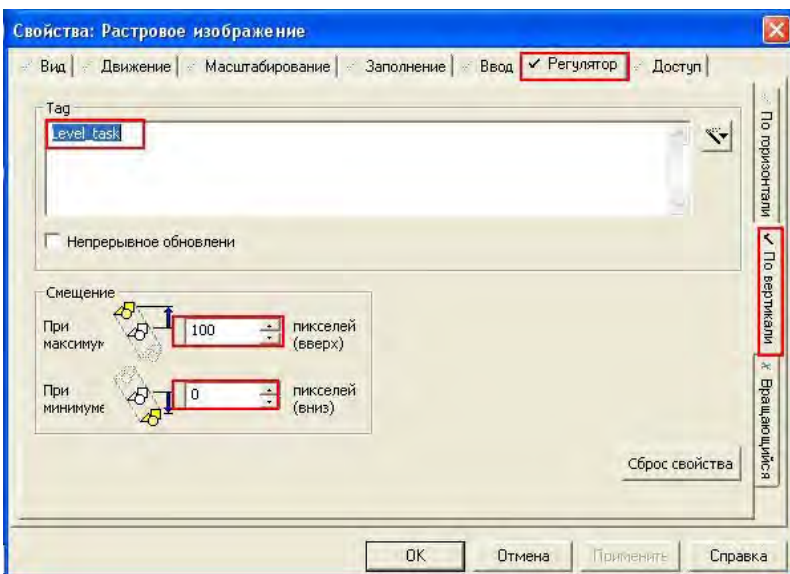 Свойства: Растровое изображение
Вид Движение Масштабирование Заполнение Ввод Регулятор Доступ
Tag
Level_task
Непрерывное обновлени
Смещение
При максимум
100
пикселей (вверх)
При минимуме
0
пикселей (вниз)
Сброс свойства
По горизонтали
По вертикали
Вращающийся
OK Отмена Применить Справка